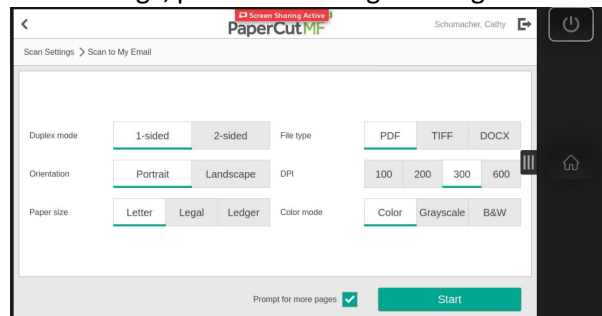 Screen Sharing Active
PaperCutMF
Schumacher, Cathy
Scan Settings > Scan to My Email
Duplex mode 1-sided 2-sided File type PDF TIFF DOCX
Orientation Portrait Landscape DPI 100 200 300 600
Paper size Letter Legal Ledger Color mode Color Grayscale B&W
Prompt for more pages Start